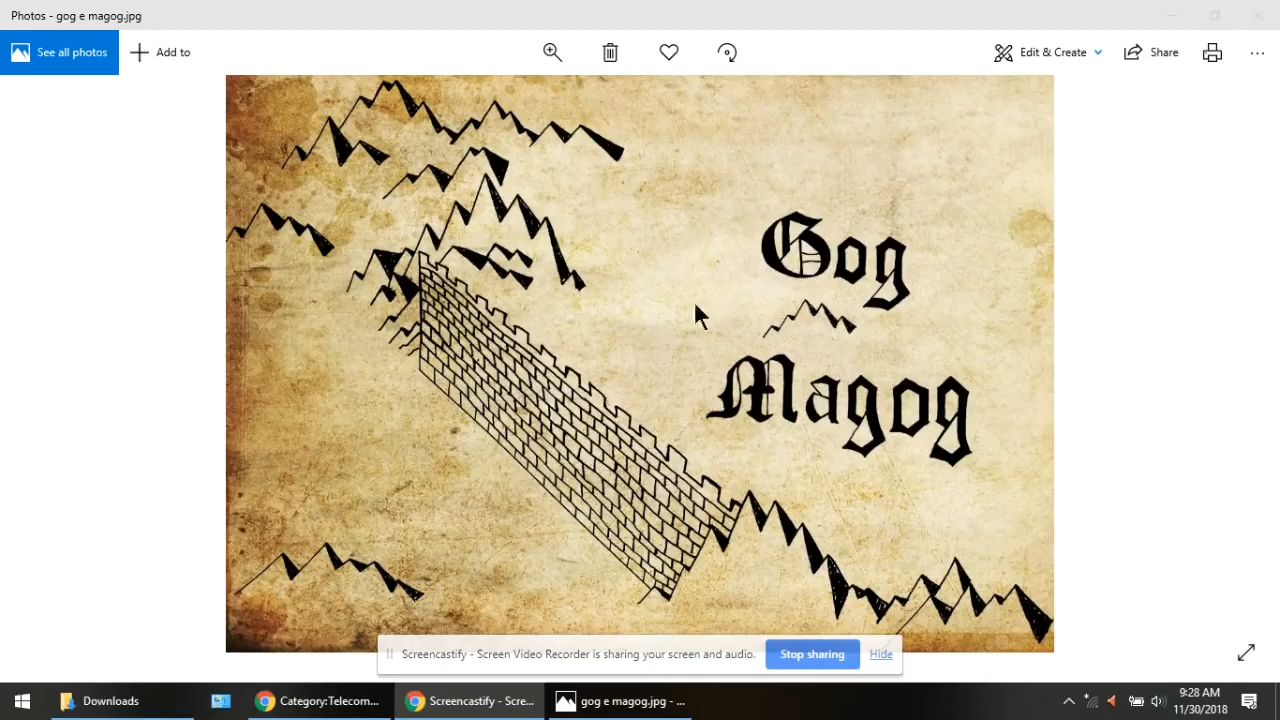 Photos - gog e magog.jpg
See all photos
Add to
Edit & Create
Share
Gog
Magog
Screencastify - Screen Video Recorder is sharing your screen and audio.
Stop sharing
Hide
Downloads
Category:Telecom...
Screencastify - Scre...
gog e magog.jpg - ...
9:28 AM
11/30/2018